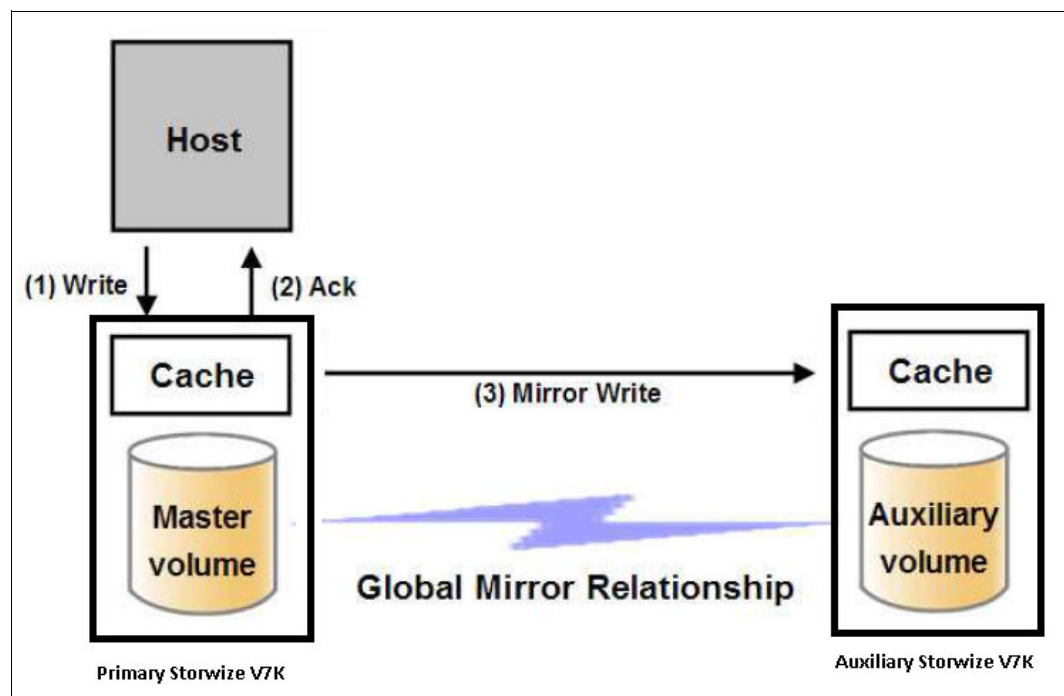 Host
(1) Write
(2) Ack
Cache
(3) Mirror Write
Cache
Master
volume
Auxiliary
volume
Global Mirror Relationship
Primary Storwize V7K
Auxiliary Storwize V7K